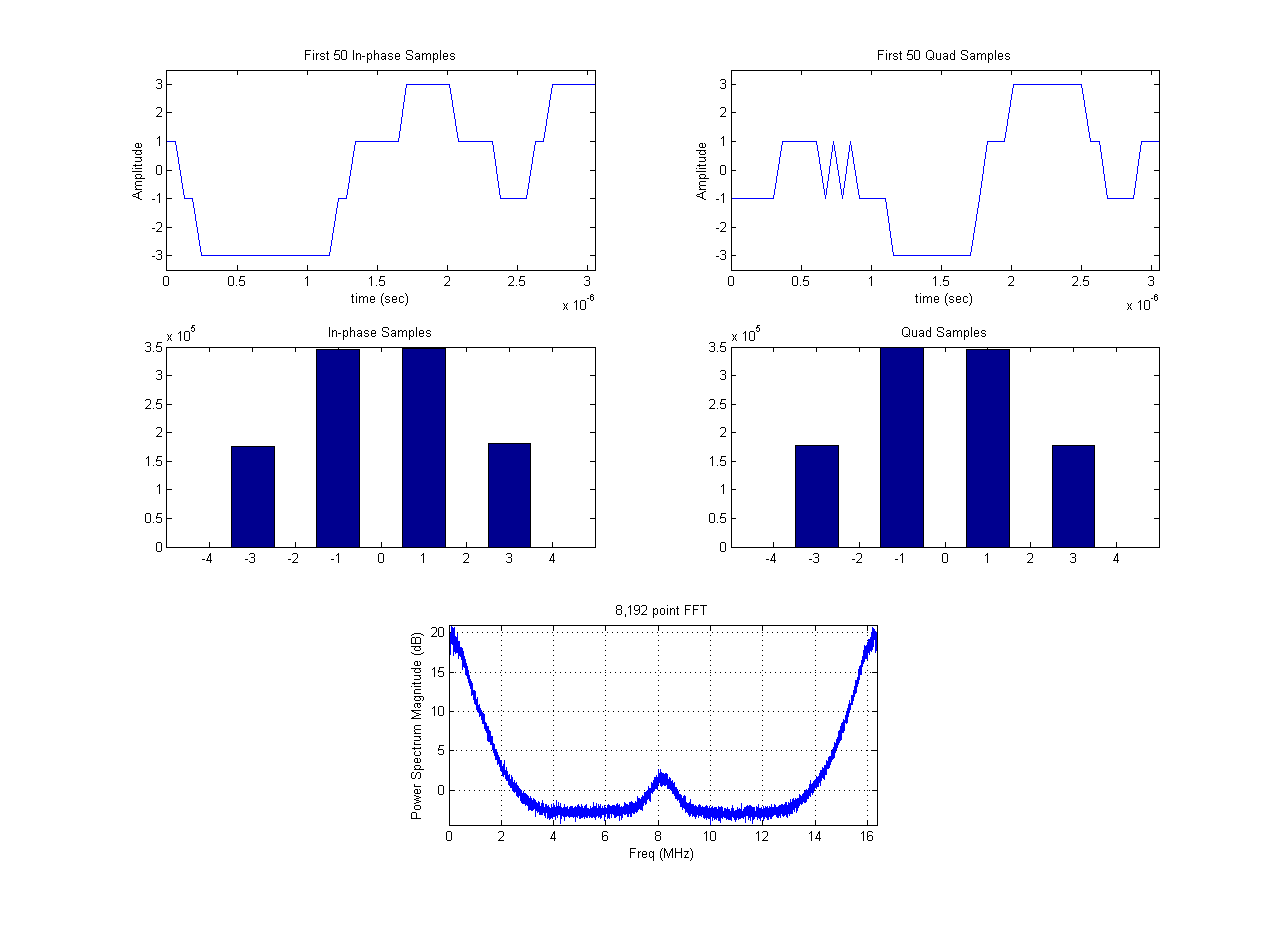 First 50 In-phase Samples
Amplitude
3
2
1
0
-1
-2
-3
0 0.5 1 1.5 2 2.5 3
time (sec)
x 10-6
First 50 Quad Samples
Amplitude
3
2
1
0
-1
-2
-3
0 0.5 1 1.5 2 2.5 3
time (sec)
x 10-6
In-phase Samples
x 105
3.5
3
2.5
2
1.5
1
0.5
0
-4 -3 -2 -1 0 1 2 3 4
Quad Samples
x 105
3.5
3
2.5
2
1.5
1
0.5
0
-4 -3 -2 -1 0 1 2 3 4
8,192 point FFT
Power Spectrum Magnitude (dB)
20
15
10
5
0
0 2 4 6 8 10 12 14 16
Freq (MHz)